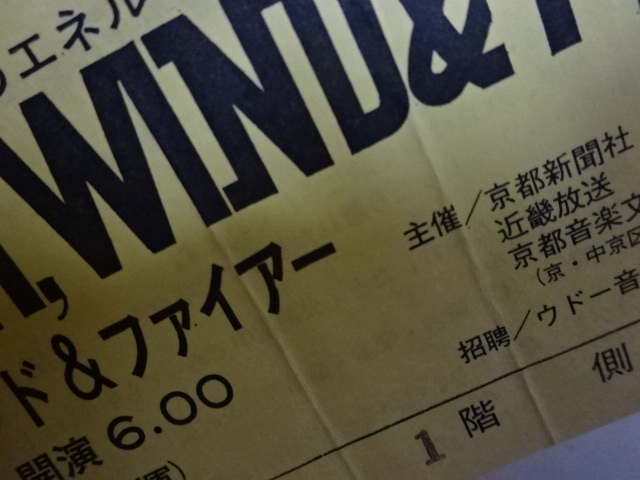 のエネル
H, WIND & F
ド&ファイアー
主催/京都新聞社
近畿放送
京都音楽文
(京・中京区
招聘/ウドー音
開演6.00
1階 側